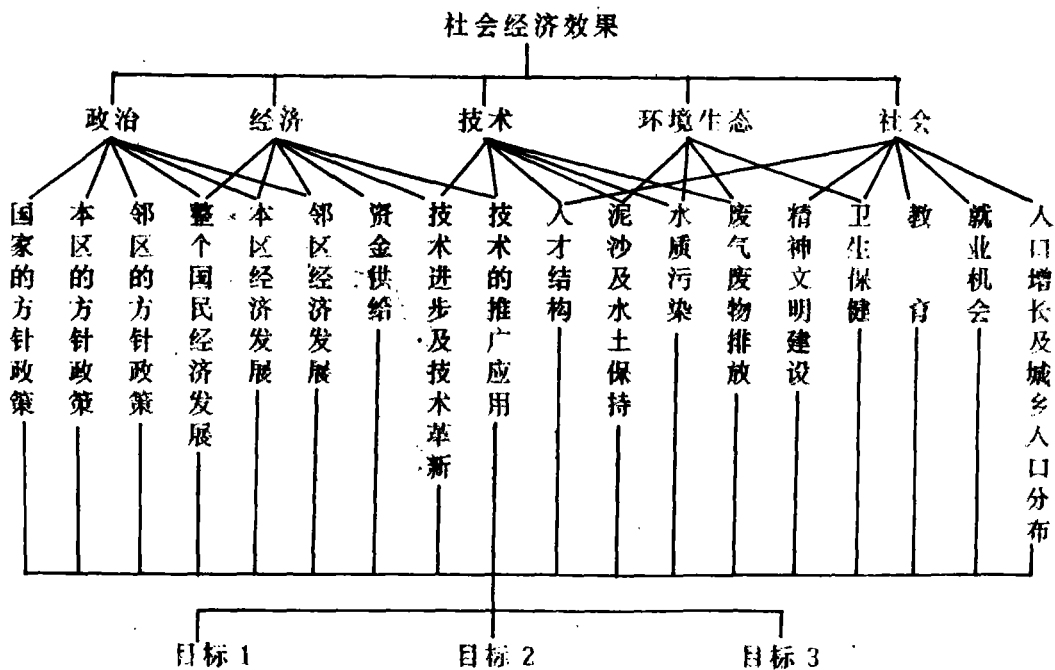 社会经济效果
政治
经济
技术
环境生态
社会
国家的方针政策
本区的方针政策
邻区的方针政策
整个国民经济发展
本区经济发展
邻区经济发展
资金供给
技术进步及技术革新
技术的推广应用
人才结构
泥沙及水土保持
水质污染
废气废物排放
精神文明建设
卫生保健
教育
就业机会
人口增长及城乡人口分布
目标1
目标2
目标3